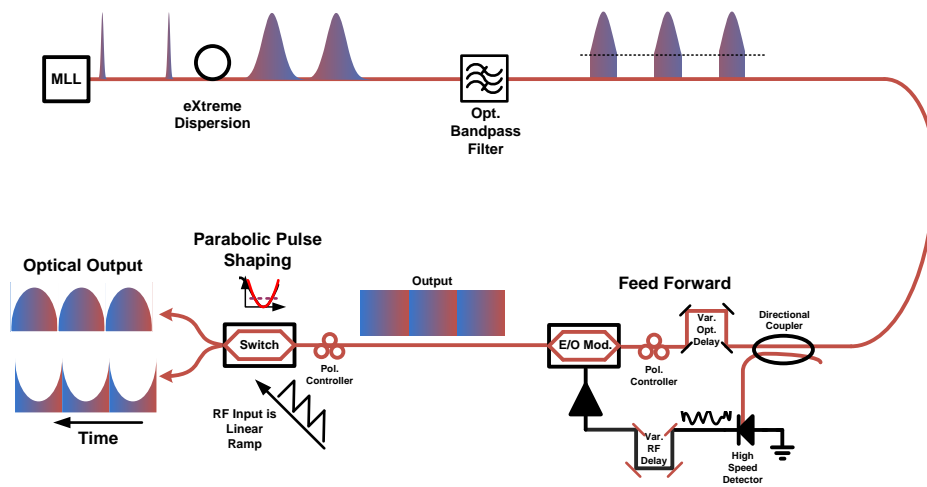 MLL
eXtreme
Dispersion
Opt.
Bandpass
Filter
Parabolic Pulse
Shaping
Optical Output
Output
Feed Forward
Directional
Coupler
Var.
Opt.
Delay
Switch
E/O Mod.
Pol.
Controller
Pol.
Controller
RF Input is
Linear
Ramp
Time
Var.
RF
Delay
High
Speed
Detector